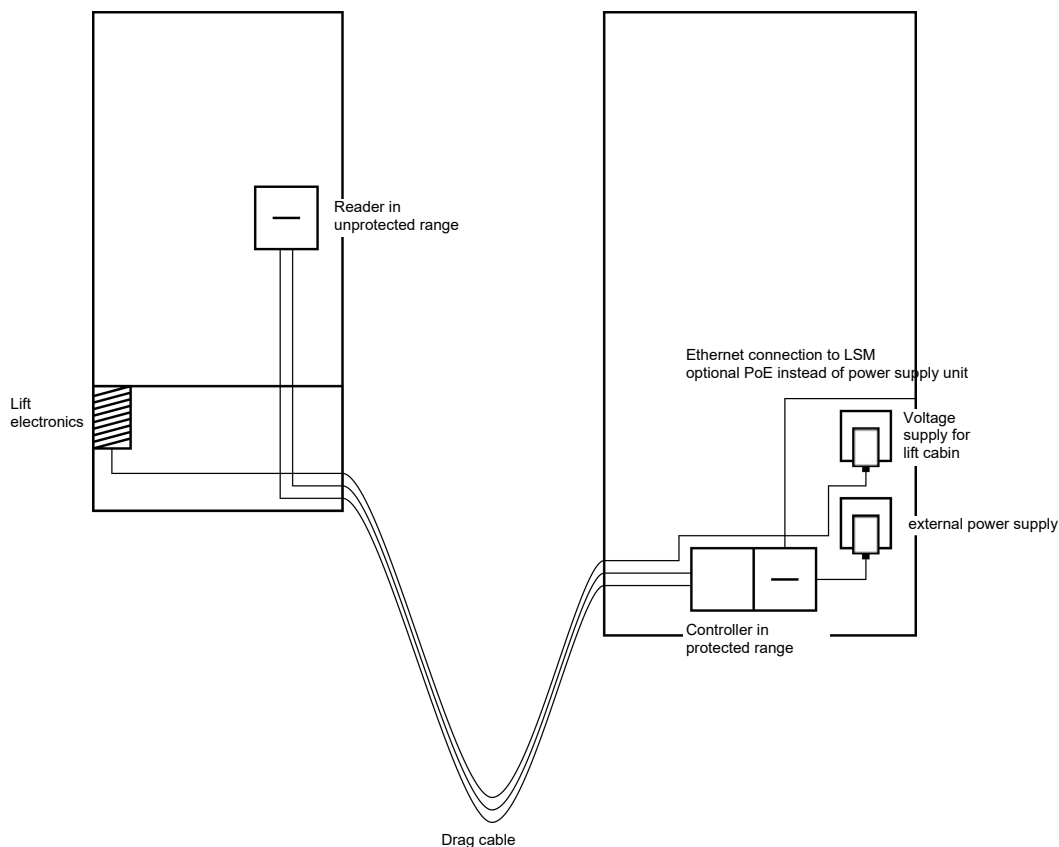 Reader in
unprotected range
Ethernet connection to LSM
optional PoE instead of power supply unit
Lift
electronics
Voltage
supply for
lift cabin
external power supply
Controller in
protected range
Drag cable